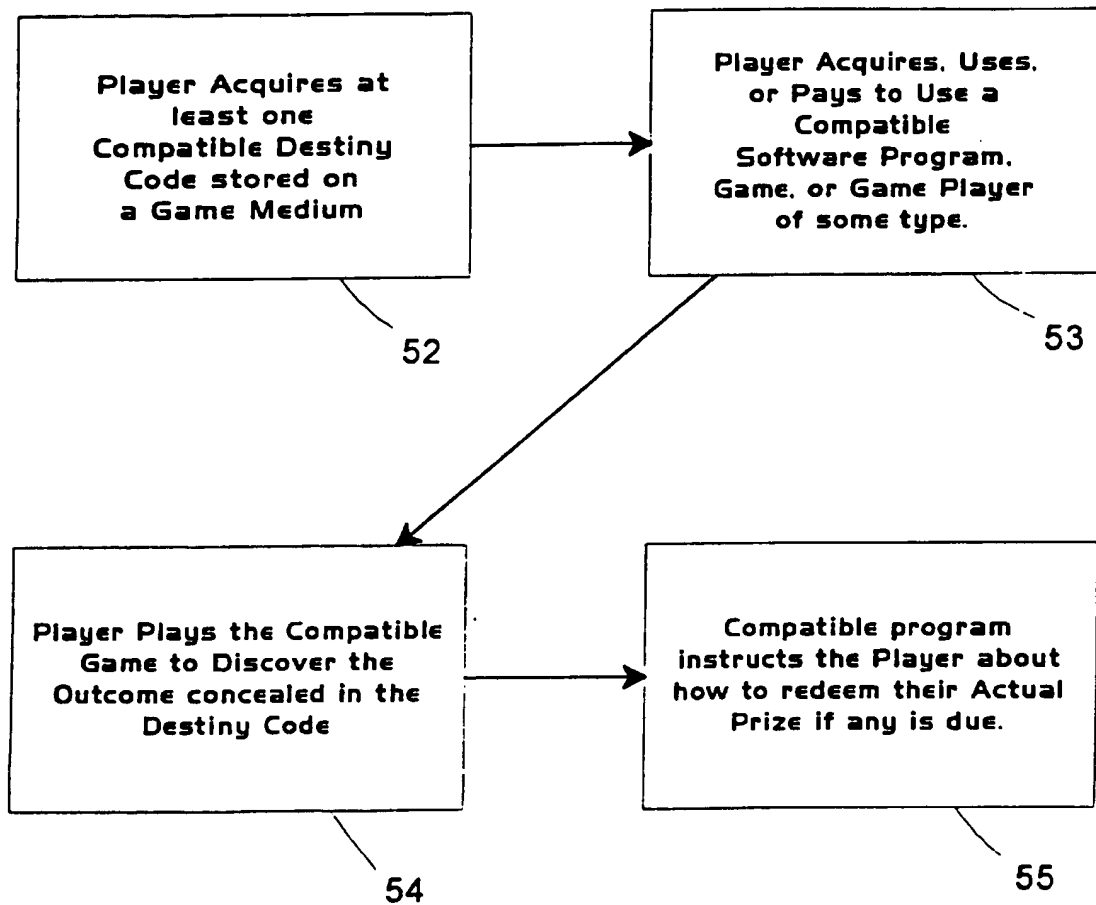 Player Acquires at
least one
Compatible Destiny
Code stored on
a Game Medium
52
Player Acquires, Uses,
or Pays to Use a
Compatible
Software Program,
Game, or Game Player
of some type.
53
Player Plays the Compatible
Game to Discover the
Outcome concealed in the
Destiny Code
54
Compatible program
instructs the Player about
how to redeem their Actual
Prize if any is due.
55